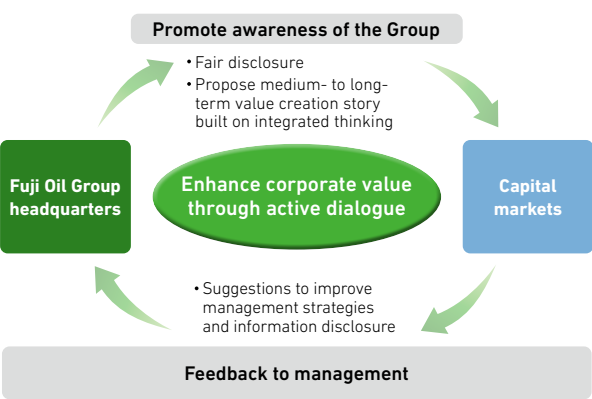 Promote awareness of the Group
• Fair disclosure
• Propose medium- to long-
term value creation story
built on integrated thinking
Fuji Oil Group
headquarters
Enhance corporate value
through active dialogue
Capital
markets
• Suggestions to improve
management strategies
and information disclosure
Feedback to management